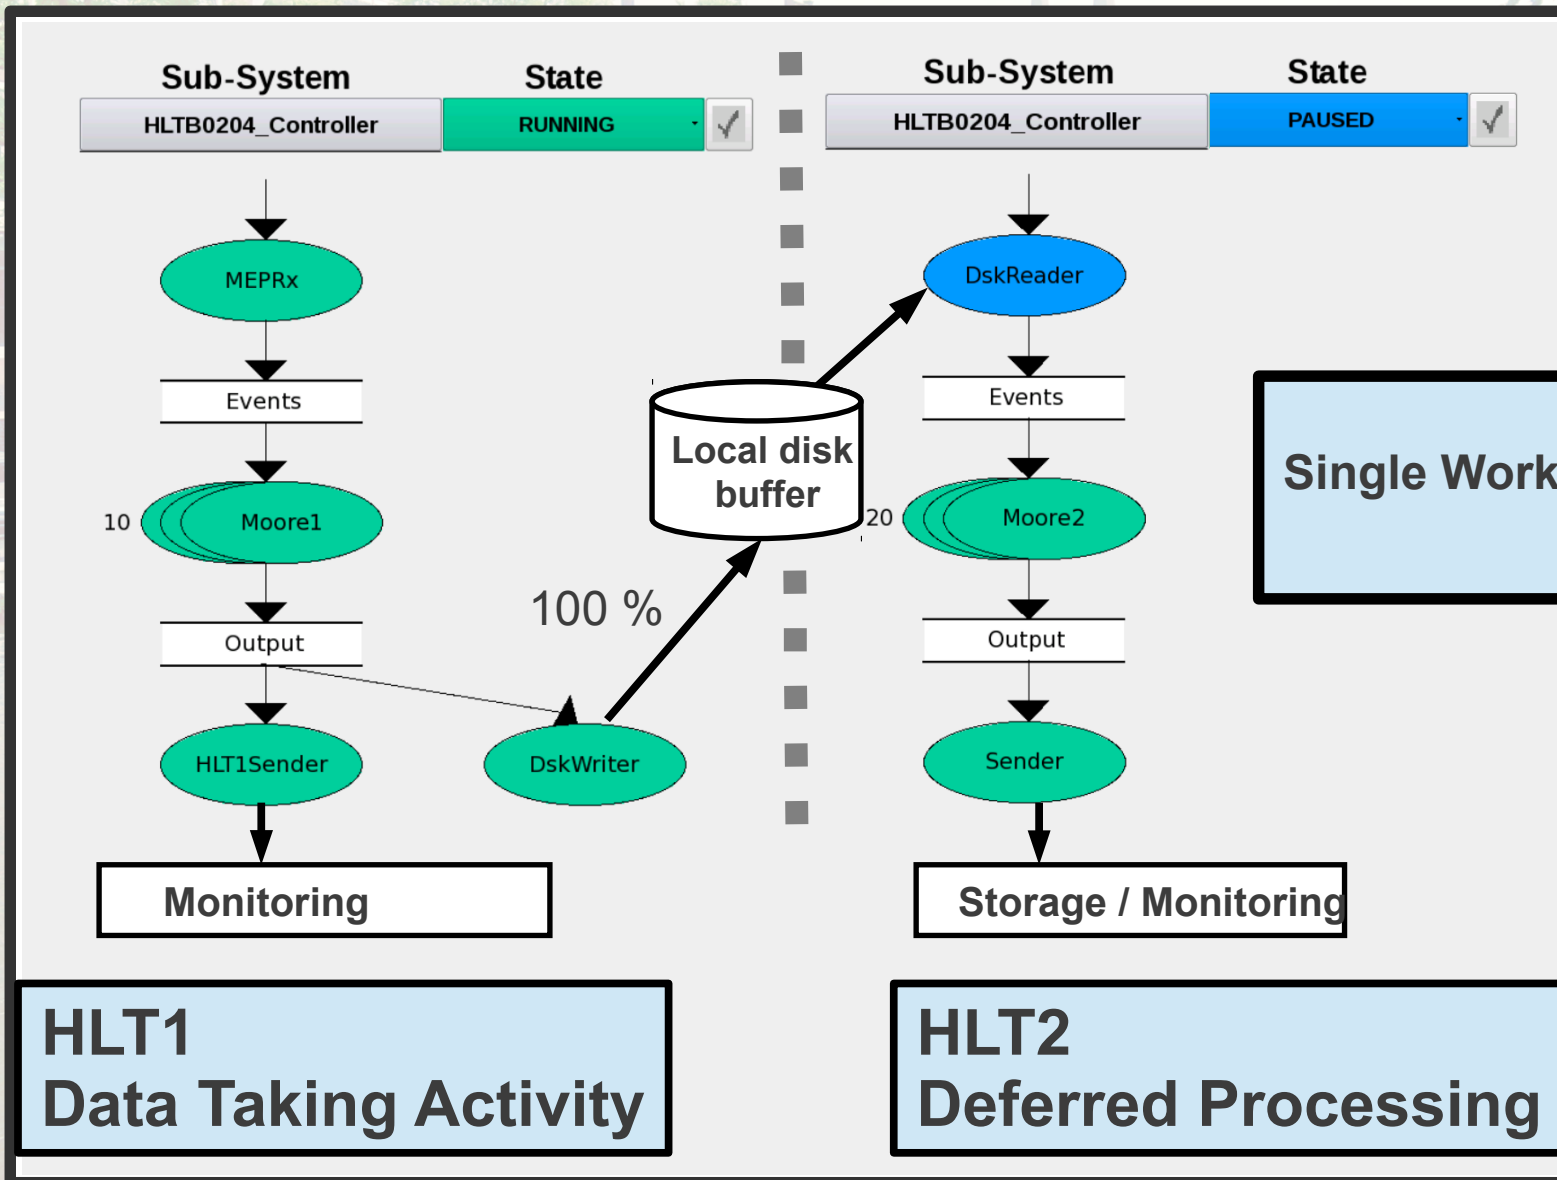 Sub-System State
HLTB0204_Controller RUNNING
MEPRx
Events
10 Moore1
Output
100 %
HLT1Sender
DskWriter
Monitoring
HLT1
Data Taking Activity
Local disk
buffer
Sub-System State
HLTB0204_Controller PAUSED
DskReader
Events
20 Moore2
Output
Sender
Storage / Monitoring
HLT2
Deferred Processing
Single Work